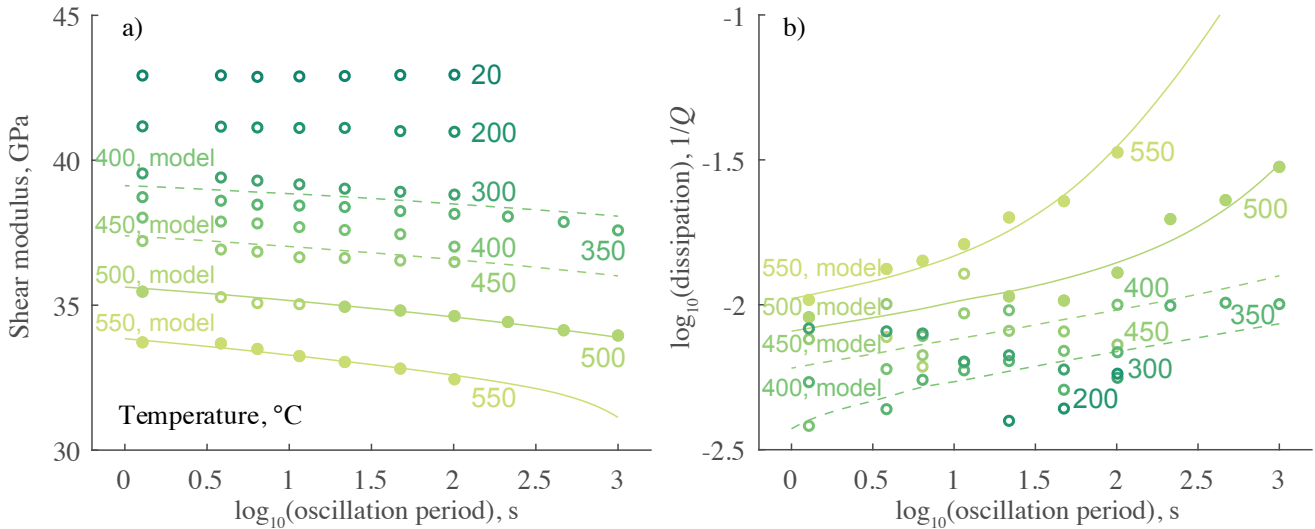 a)
Shear modulus, GPa
45
40
35
30
20
200
400, model
300
350
450, model
400
450
500, model
500
550, model
550
Temperature, °C
0
0.5
1
1.5
2
2.5
3
log10(oscillation period), s
b)
log10(dissipation), 1/Q
-1
-1.5
-2
-2.5
550
500
550, model
500, model
400
350
450, model
450
300
400, model
200
0
0.5
1
1.5
2
2.5
3
log10(oscillation period), s